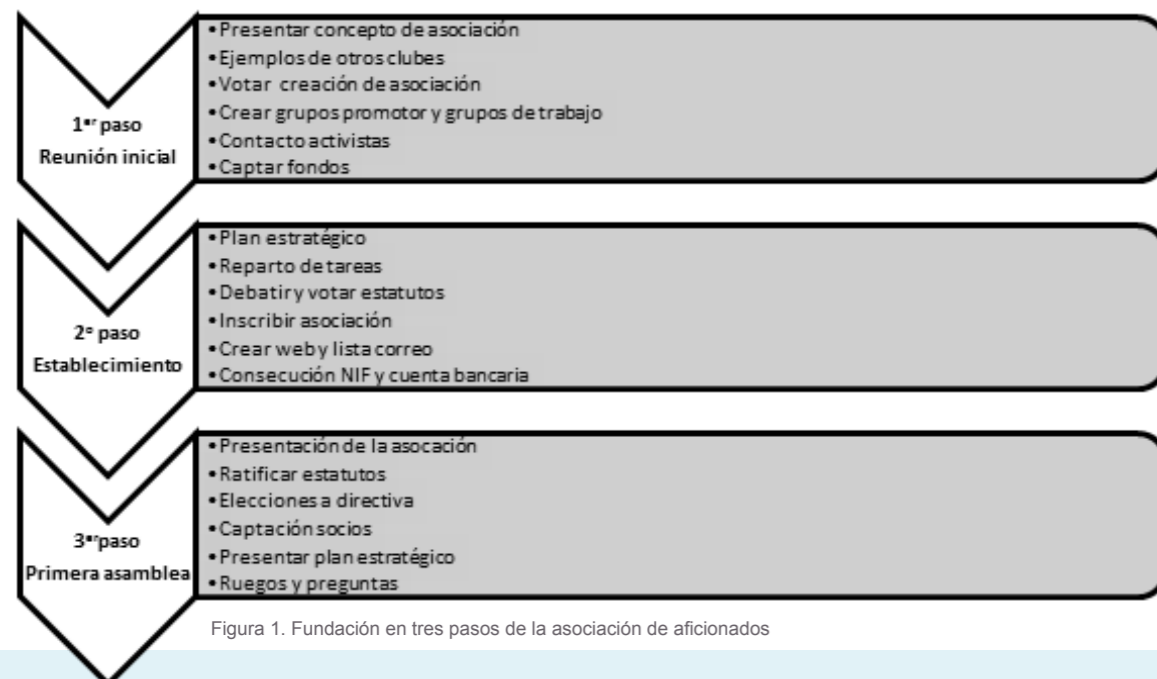 1er paso
Reunión inicial
• Presentar concepto de asociación
• Ejemplos de otros clubes
• Votar creación de asociación
• Crear grupos promotor y grupos de trabajo
• Contacto activistas
• Captar fondos
2º paso
Establecimiento
• Plan estratégico
• Reparto de tareas
• Debatir y votar estatutos
• Inscribir asociación
• Crear web y lista correo
• Consecución NIF y cuenta bancaria
3er paso
Primera asamblea
• Presentación de la asocación
• Ratificar estatutos
• Elecciones a directiva
• Captación socios
• Presentar plan estratégico
• Ruegos y preguntas
Figura 1. Fundación en tres pasos de la asociación de aficionados